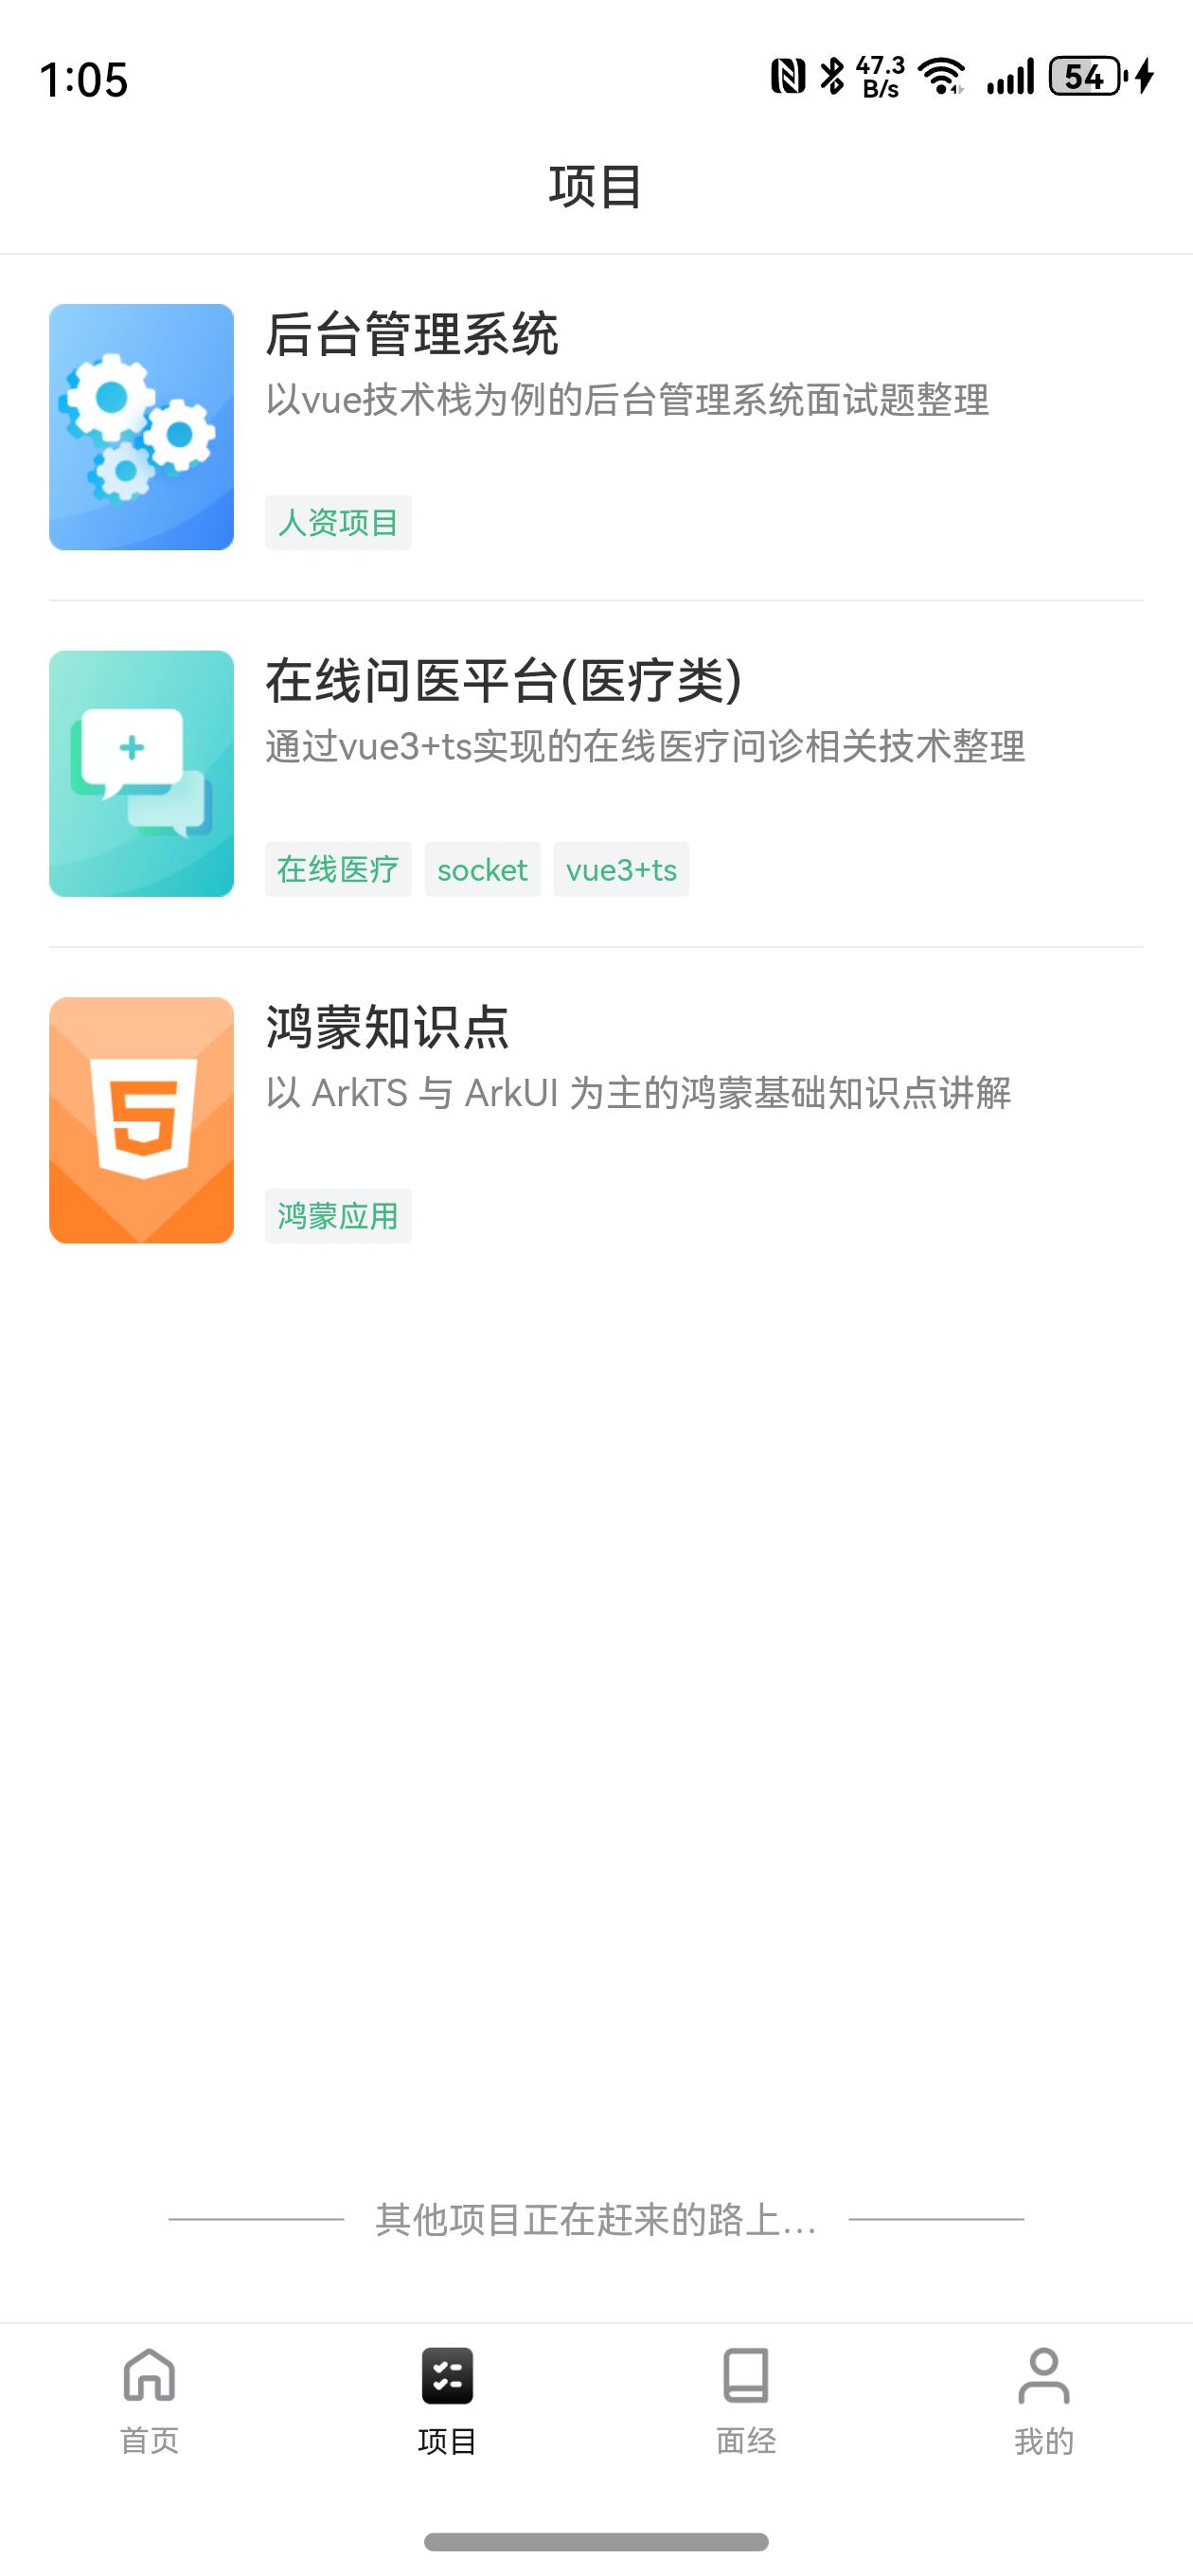 1:05
47.3
B/s
54
项目
后台管理系统
以vue技术栈为例的后台管理系统面试题整理
人资项目
在线问医平台(医疗类)
通过vue3+ts实现的在线医疗问诊相关技术整理
在线医疗 socket vue3+ts
鸿蒙知识点
以 ArkTS 与 ArkUI 为主的鸿蒙基础知识点讲解
鸿蒙应用
其他项目正在赶来的路上...
首页 项目 面经 我的